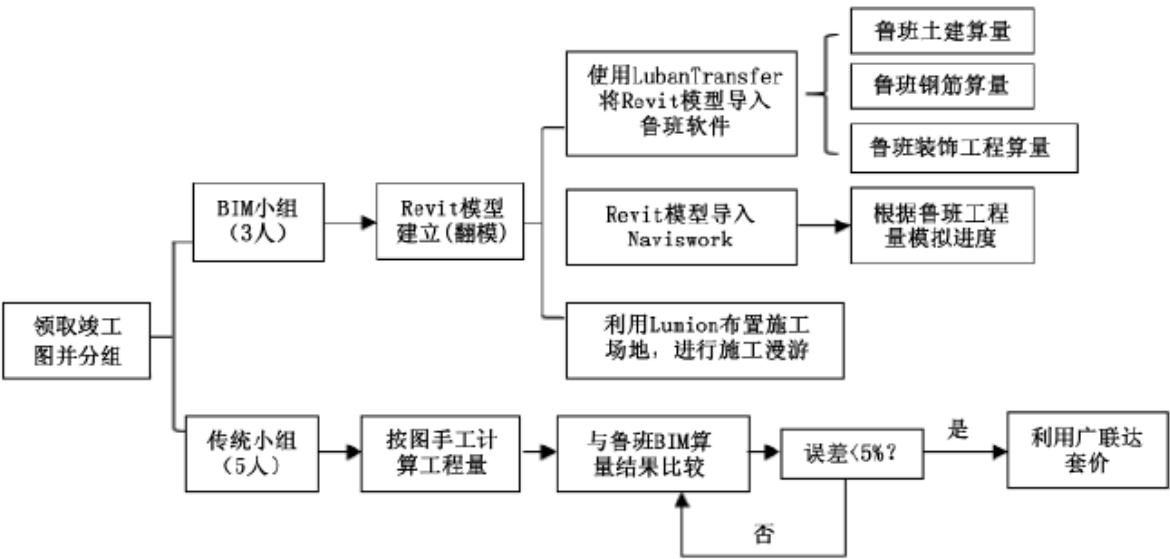 鲁班土建算量
使用LubanTransfer
将Revit模型导入
鲁班软件
鲁班钢筋算量
鲁班装饰工程算量
BIM小组
（3人）
Revit模型
建立(翻模)
Revit模型导入
Naviswork
根据鲁班工程
量模拟进度
领取竣工
图并分组
利用Lumion布置施工
场地，进行施工漫游
传统小组
（5人）
按图手工计
算工程量
与鲁班BIM算
量结果比较
误差<5%？
是
利用广联达
套价
否